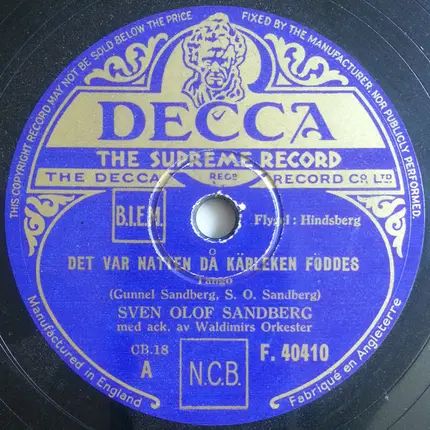 THIS COPYRIGHT RECORD MAY NOT BE SOLD BELOW THE PRICE
FIXED BY THE MANUFACTURER, NOR PUBLICLY PERFORMED.
DECCA
THE SUPREME RECORD
THE DECCA REGD RECORD CO. LTD.
B.I.E.M.
Flygel : Hindsberg
DET VAR NATTEN DÅ KÄRLEKEN FÖDDES
Tango
(Gunnel Sandberg, S. O. Sandberg)
SVEN OLOF SANDBERG
med ack. av Waldimirs Orkester
CB.18
A
N.C.B.
F. 40410
Manufactured in England
Fabriqué en Angleterre